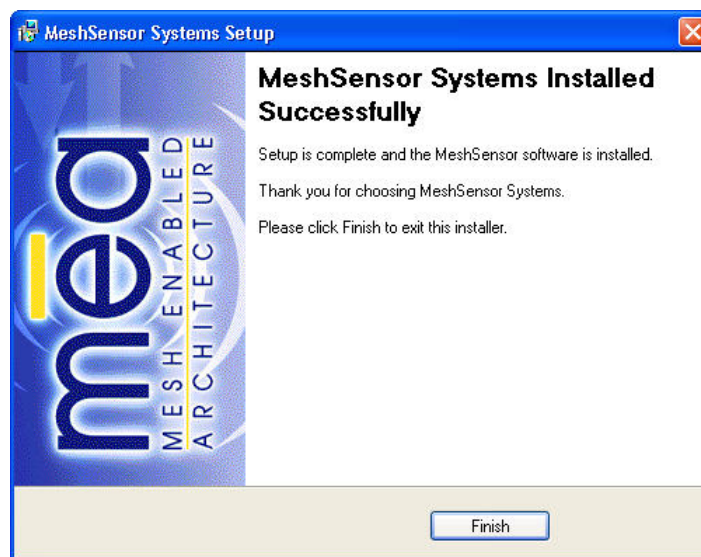 MeshSensor Systems Setup
mēa
MESH ENABLED
ARCHITECTURE
MeshSensor Systems Installed
Successfully
Setup is complete and the MeshSensor software is installed.
Thank you for choosing MeshSensor Systems.
Please click Finish to exit this installer.
Finish